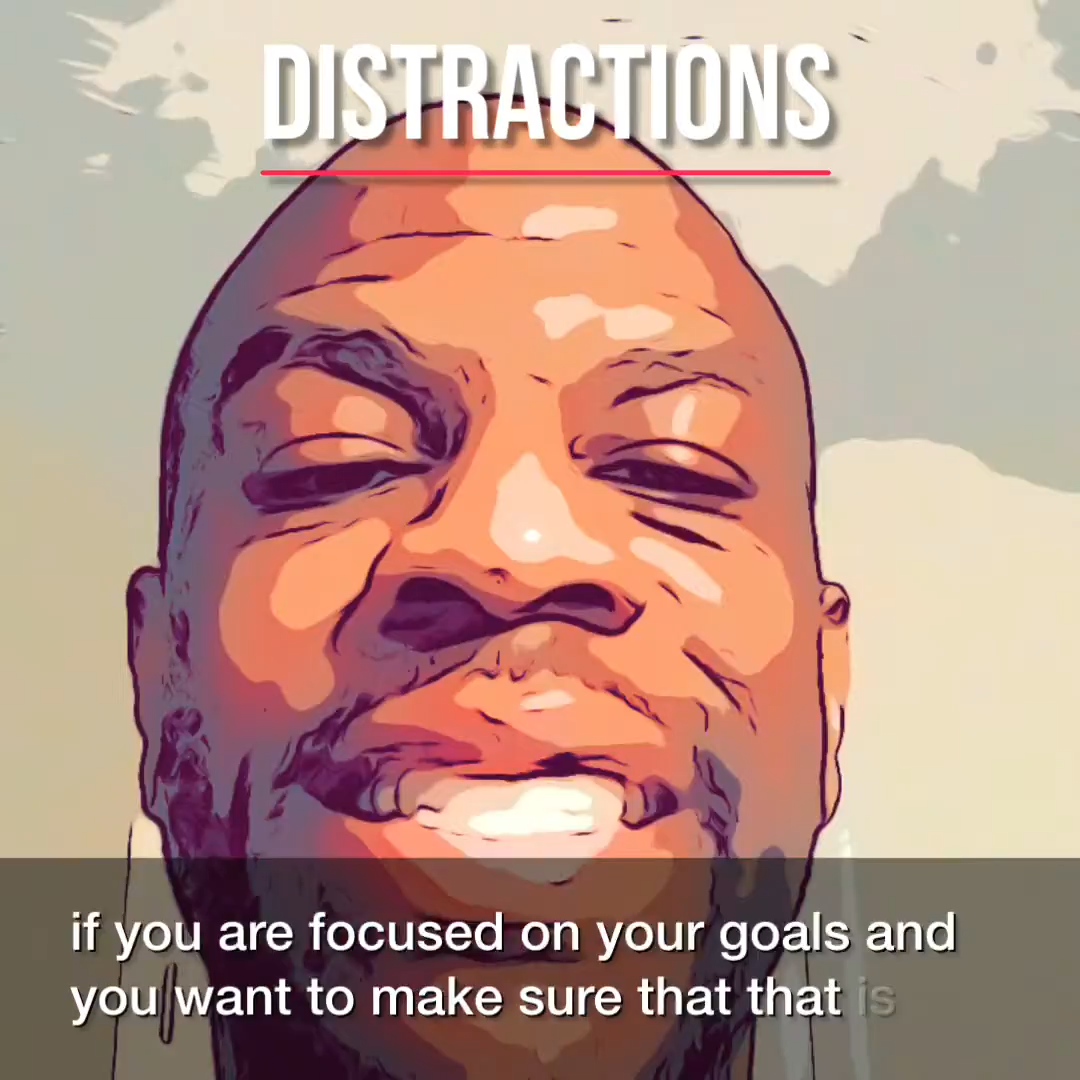 DISTRACTIONS
if you are focused on your goals and
you want to make sure that that is